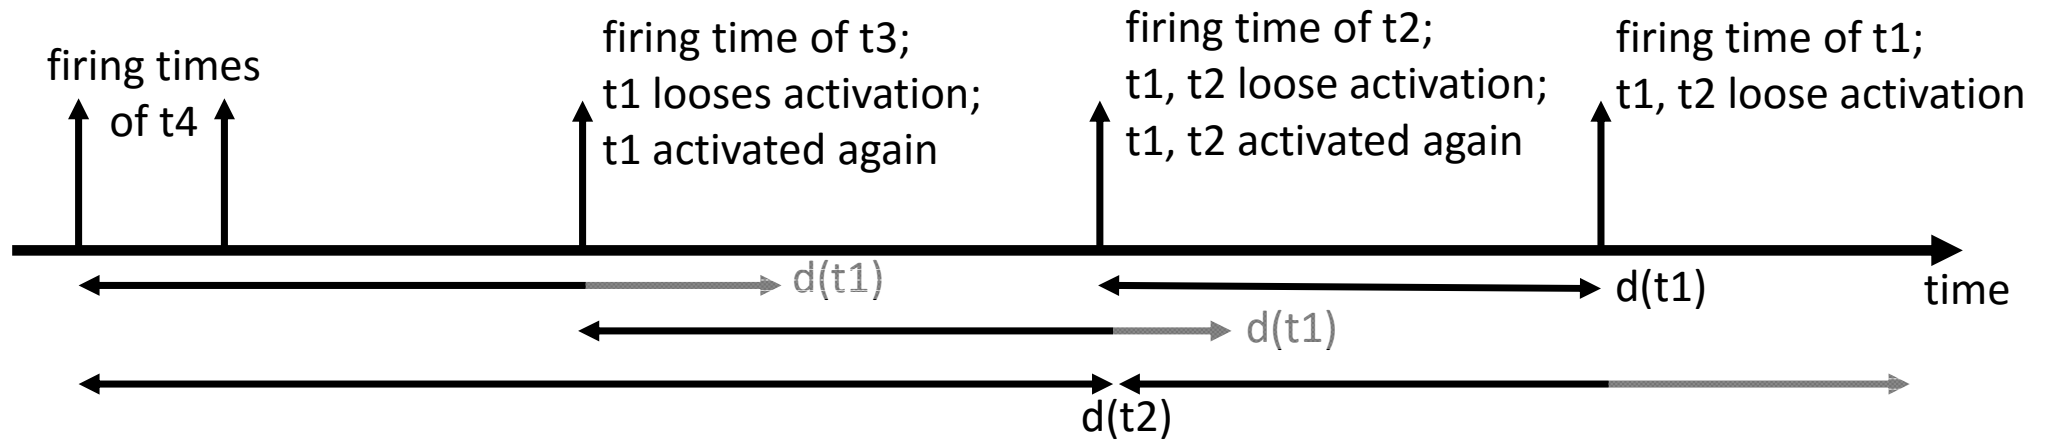 firing times
of t4
firing time of t3;
t1 looses activation;
t1 activated again
firing time of t2;
t1, t2 loose activation;
t1, t2 activated again
firing time of t1;
t1, t2 loose activation
d(t1)
d(t1)
time
d(t1)
d(t2)